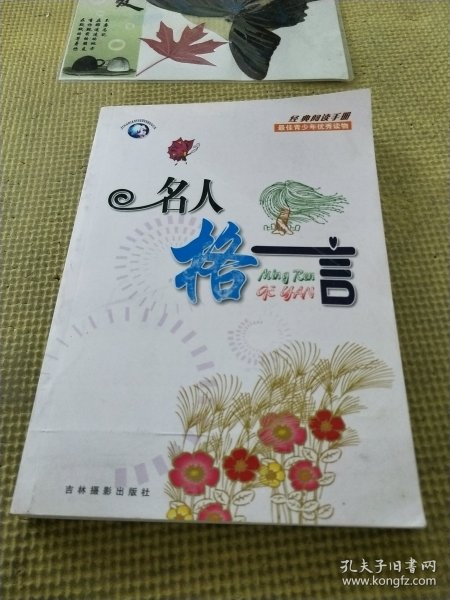 夏
经典阅读手册
最佳青少年优秀读物
名人
格言
Ming Ren
GE YAN
吉林摄影出版社
孔夫子旧书网
www.kongfz.com